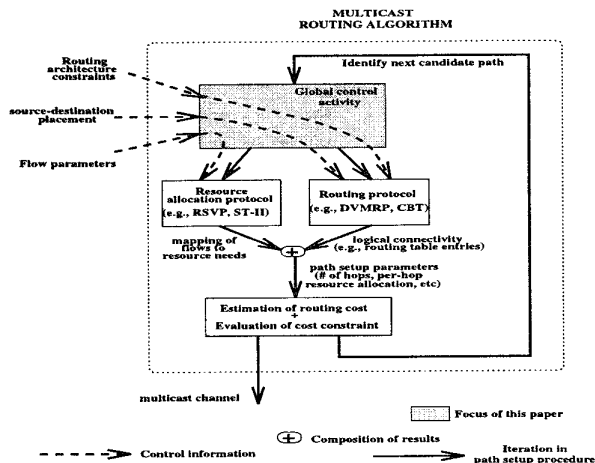 MULTICAST
ROUTING ALGORITHM
Identify next candidate path
Routing
architecture
constraints
Global control
activity
source-destination
placement
Flow parameters
Resource
allocation protocol
(e.g., RSVP, ST-II)
Routing protocol
(e.g., DVMRP, CBT)
mapping of
flows to
resource needs
+
logical connectivity
(e.g., routing table entries)
path setup parameters
(# of hops, per-hop
resource allocation, etc)
Estimation of routing cost
+
Evaluation of cost constraint
multicast channel
Focus of this paper
+ Composition of results
Control information
Iteration in
path setup procedure